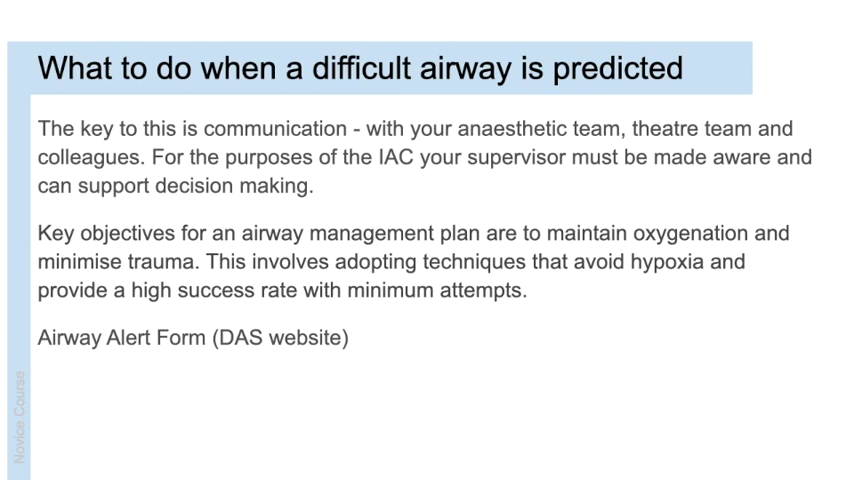 What to do when a difficult airway is predicted
The key to this is communication - with your anaesthetic team, theatre team and
colleagues. For the purposes of the IAC your supervisor must be made aware and
can support decision making.
Key objectives for an airway management plan are to maintain oxygenation and
minimise trauma. This involves adopting techniques that avoid hypoxia and
provide a high success rate with minimum attempts.
Airway Alert Form (DAS website)
Novice Course